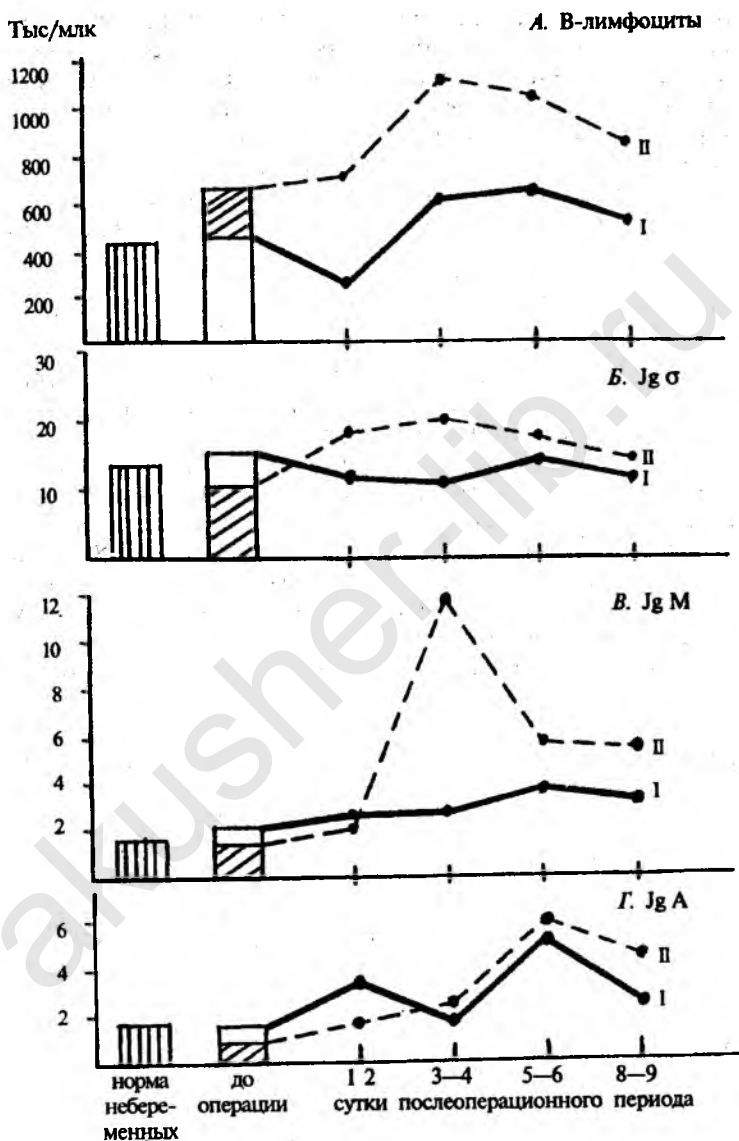 Тыс/млк
А. В-лимфоциты
1200
1000
800
600
400
200
II
I
30
20
10
Б. Jg σ
II
I
12
10
8
6
4
2
В. Jg M
II
I
6
4
2
Г. Jg A
II
I
норма до 1 2 3–4 5–6 8–9
небере- операции сутки послеоперационного периода
менных
akusher-lib.ru